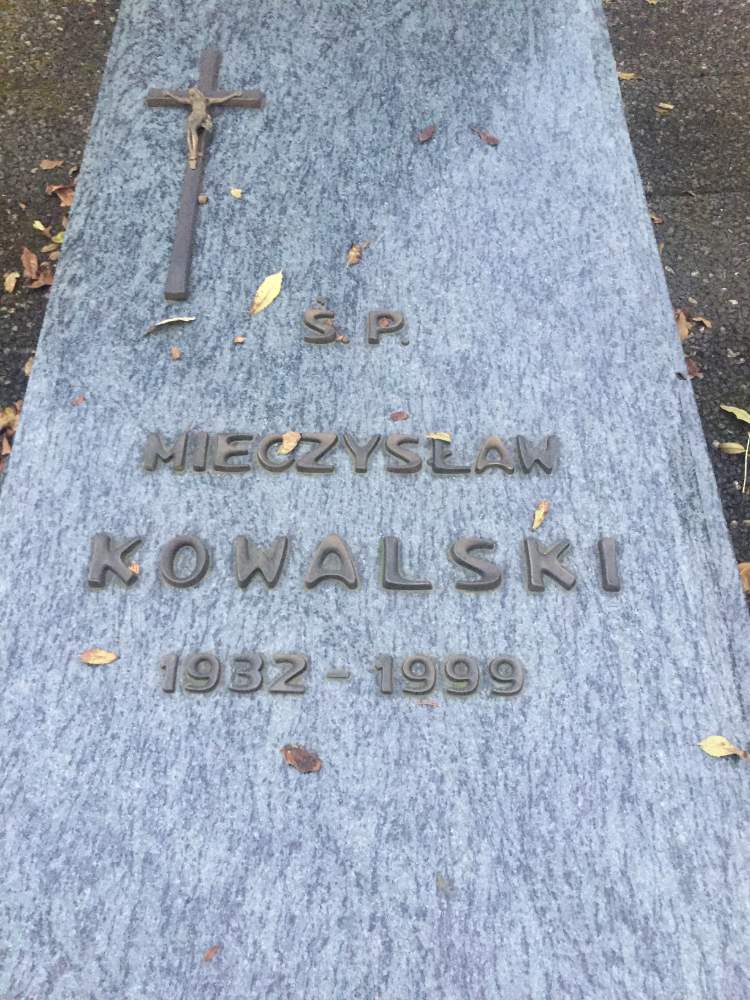 Ś. P.
MIECZYSŁAW
KOWALSKI
1932 - 1999